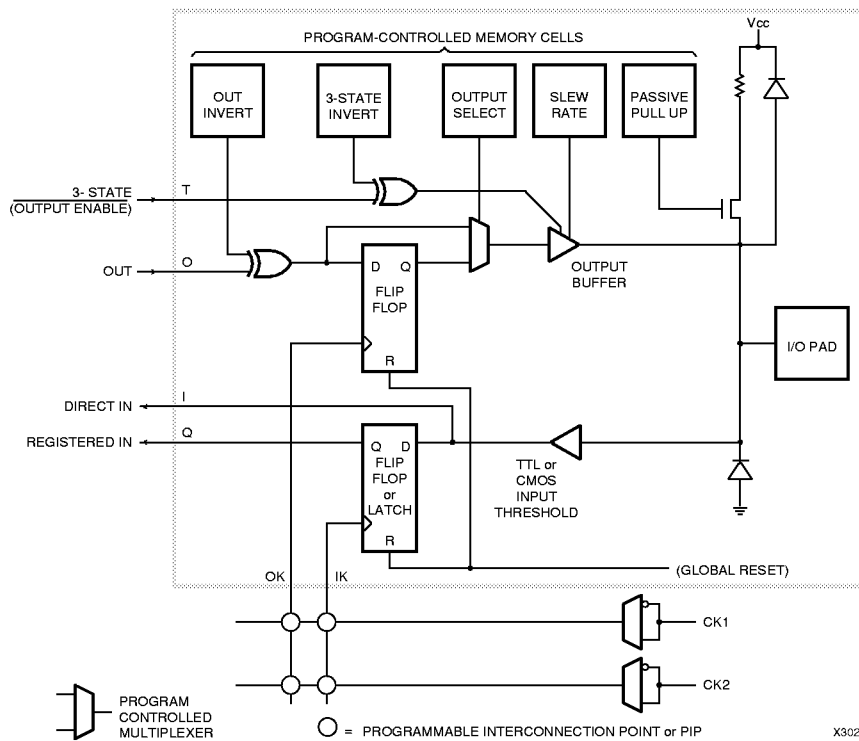 Vcc
PROGRAM-CONTROLLED MEMORY CELLS
OUT
INVERT
3-STATE
INVERT
OUTPUT
SELECT
SLEW
RATE
PASSIVE
PULL UP
3- STATE
(OUTPUT ENABLE)
T
OUT
O
D Q
FLIP
FLOP
R
OUTPUT
BUFFER
I/O PAD
DIRECT IN
I
REGISTERED IN
Q
Q D
FLIP
FLOP
or
LATCH
R
TTL or
CMOS
INPUT
THRESHOLD
OK
IK
(GLOBAL RESET)
CK1
CK2
PROGRAM
CONTROLLED
MULTIPLEXER
= PROGRAMMABLE INTERCONNECTION POINT or PIP
X302